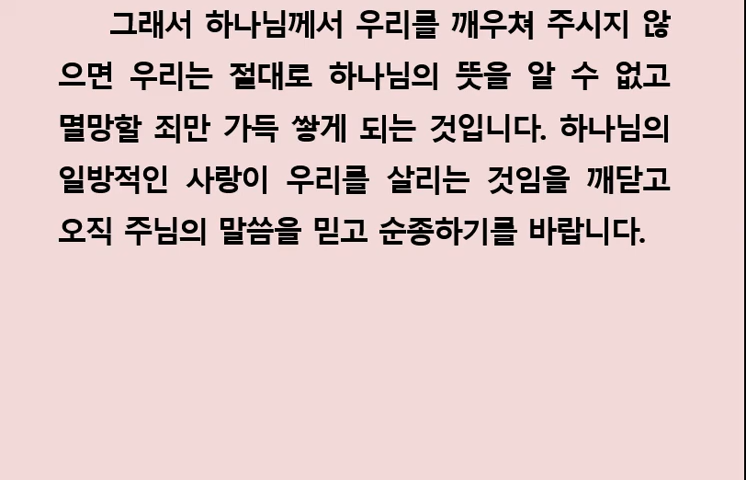 그래서 하나님께서 우리를 깨우쳐 주시지 않
으면 우리는 절대로 하나님의 뜻을 알 수 없고
멸망할 죄만 가득 쌓게 되는 것입니다. 하나님의
일방적인 사랑이 우리를 살리는 것임을 깨닫고
오직 주님의 말씀을 믿고 순종하기를 바랍니다.